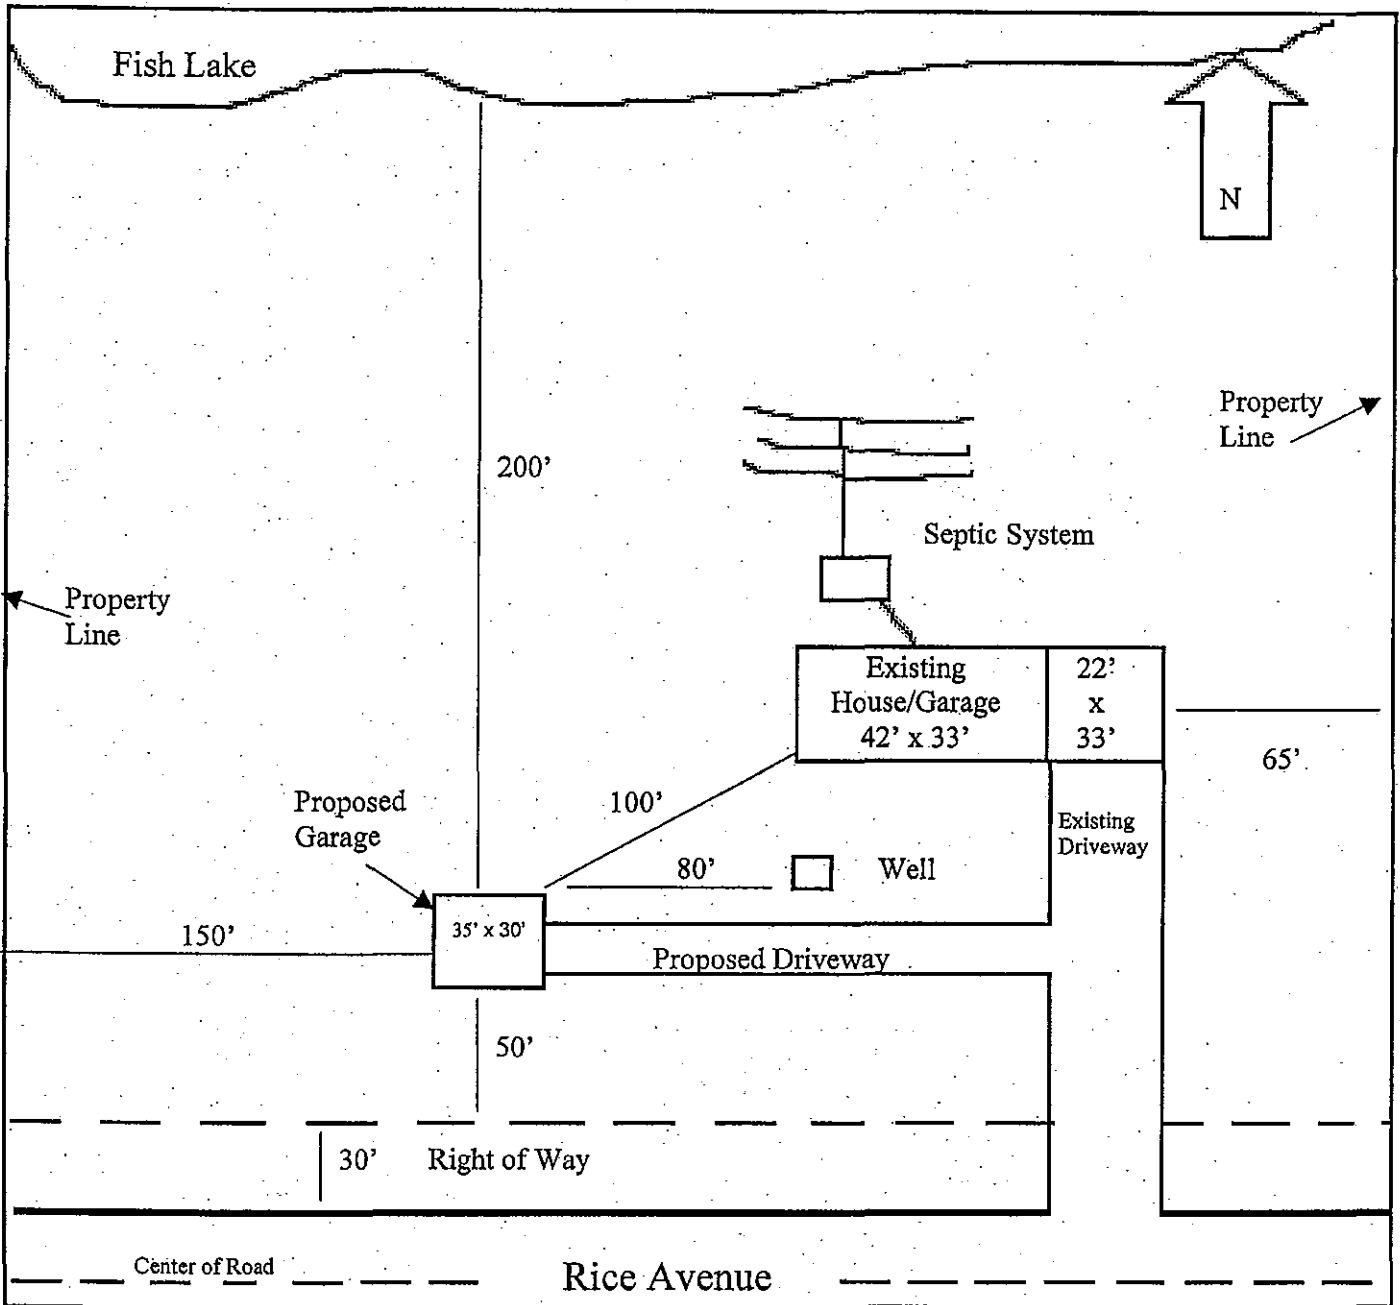 Fish Lake
N
Property
Line
200’
Septic System
Property
Line
Existing
House/Garage
42’ x 33’
22’
x
33’
65’
Proposed
Garage
100’
Existing
Driveway
80’
Well
35’ x 30’
150’
Proposed Driveway
50’
30’
Right of Way
Center of Road
Rice Avenue